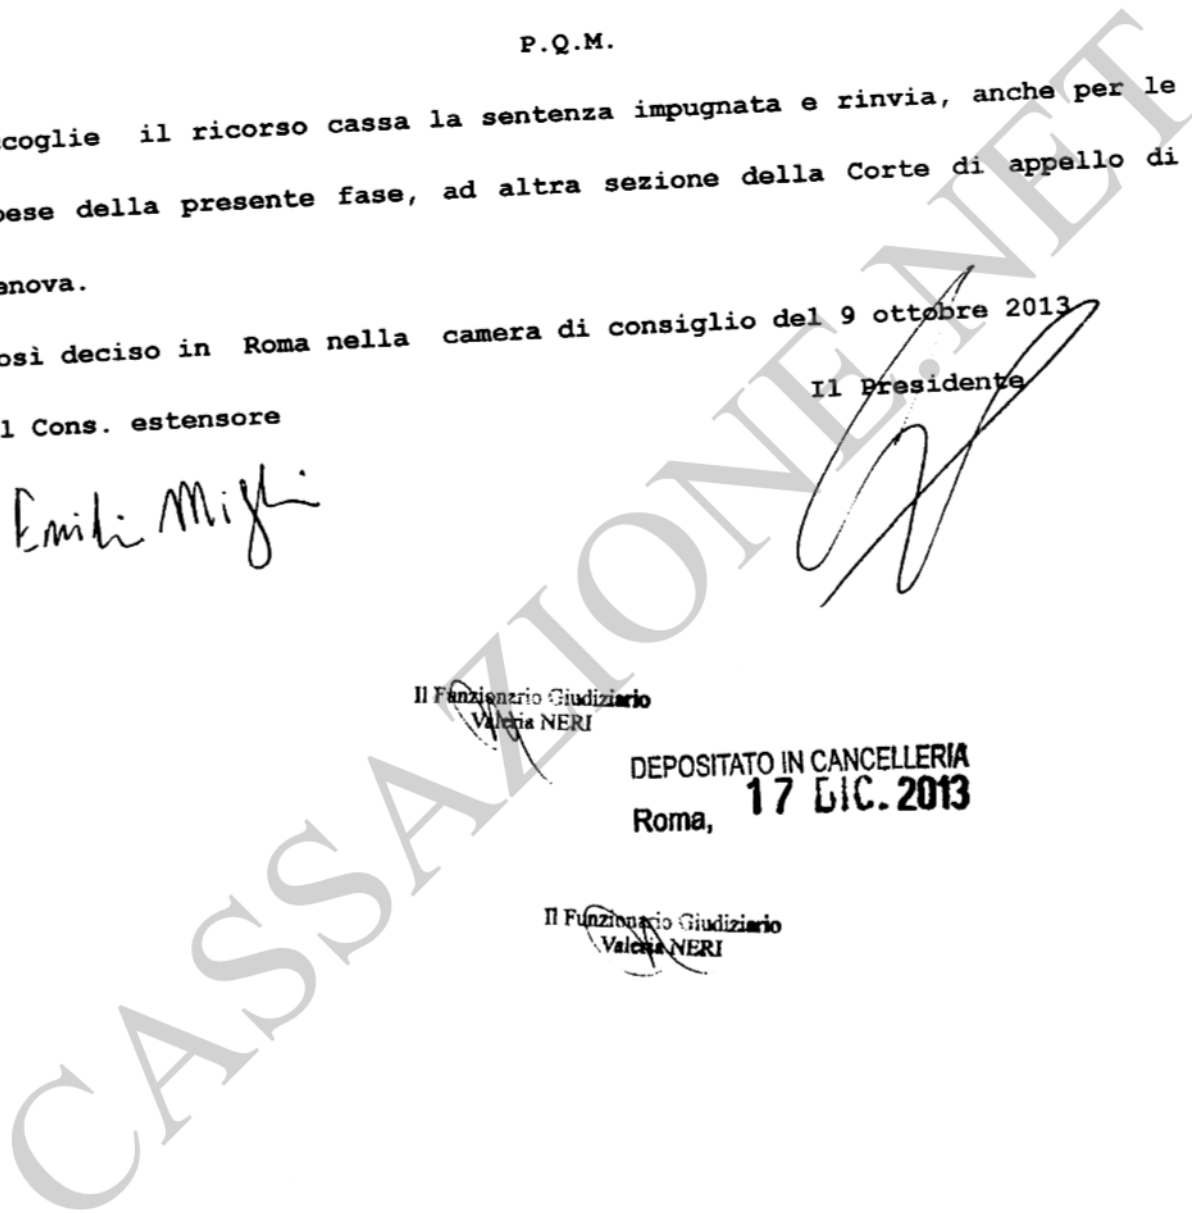 P.Q.M.
ccoglie il ricorso cassa la sentenza impugnata e rinvia, anche per le
pese della presente fase, ad altra sezione della Corte di appello di
enova.
osì deciso in Roma nella camera di consiglio del 9 ottobre 2013
Il Presidente
l Cons. estensore
Emili Migli
Il Funzionario Giudiziario
Valeria NERI
DEPOSITATO IN CANCELLERIA
17 DIC. 2013
Roma,
Il Funzionario Giudiziario
Valeria NERI
CASSAZIONE.NET